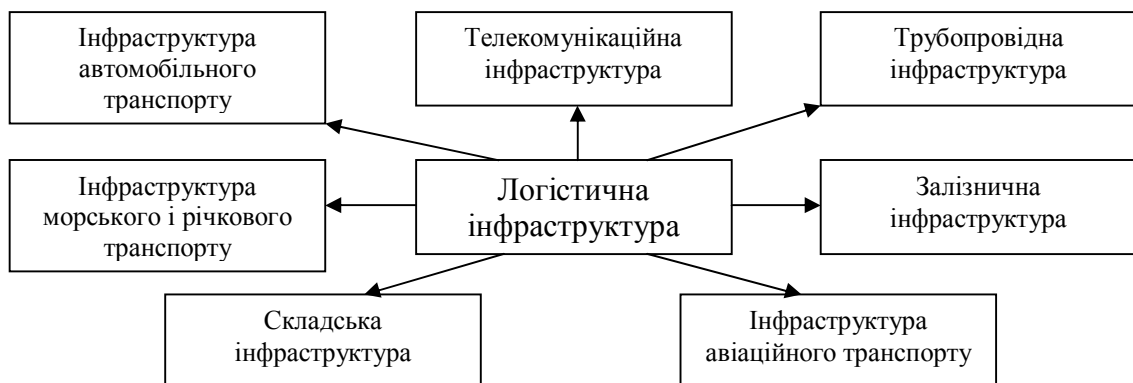 Інфраструктура
автомобільного
транспорту
Телекомунікаційна
інфраструктура
Трубопровідна
інфраструктура
Інфраструктура
морського і річкового
транспорту
Логістична
інфраструктура
Залізнична
інфраструктура
Складська
інфраструктура
Інфраструктура
авіаційного транспорту